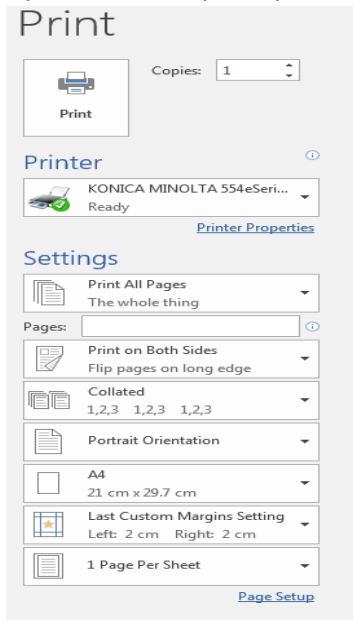 Print
Copies: 1
Print
Printer
KONICA MINOLTA 554eSeri...
Ready
Printer Properties
Settings
Print All Pages
The whole thing
Pages:
Print on Both Sides
Flip pages on long edge
Collated
1,2,3 1,2,3 1,2,3
Portrait Orientation
A4
21 cm x 29.7 cm
Last Custom Margins Setting
Left: 2 cm Right: 2 cm
1 Page Per Sheet
Page Setup